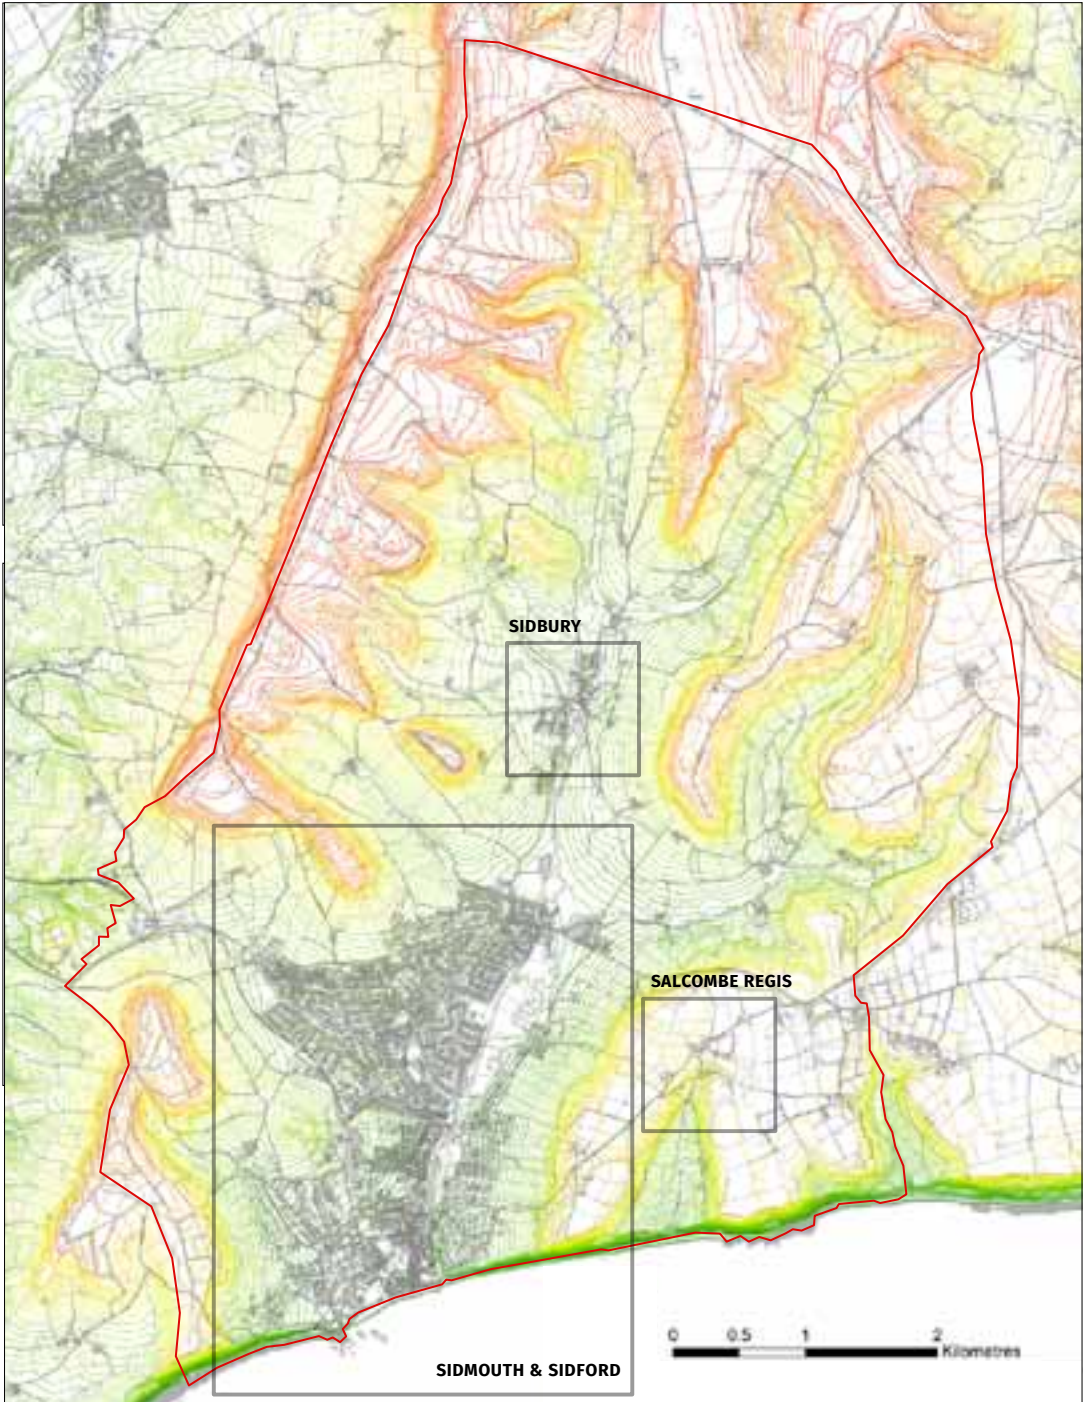 SIDBURY
SALCOMBE REGIS
0 0.5 1 2
Kilometres
SIDMOUTH & SIDFORD